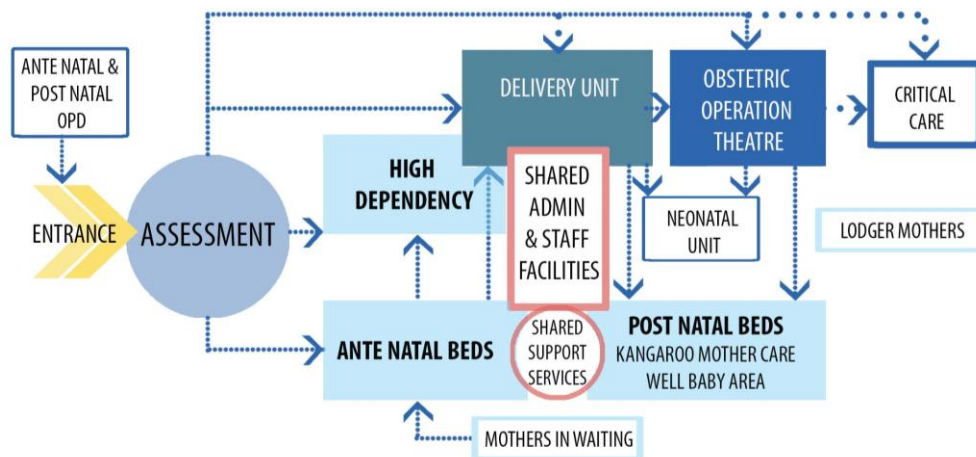 ANTE NATAL &
POST NATAL
OPD
ENTRANCE
ASSESSMENT
HIGH
DEPENDENCY
DELIVERY UNIT
OBSTETRIC
OPERATION
THEATRE
CRITICAL
CARE
SHARED
ADMIN
& STAFF
FACILITIES
NEONATAL
UNIT
LODGER MOTHERS
ANTE NATAL BEDS
SHARED
SUPPORT
SERVICES
POST NATAL BEDS
KANGAROO MOTHER CARE
WELL BABY AREA
MOTHERS IN WAITING